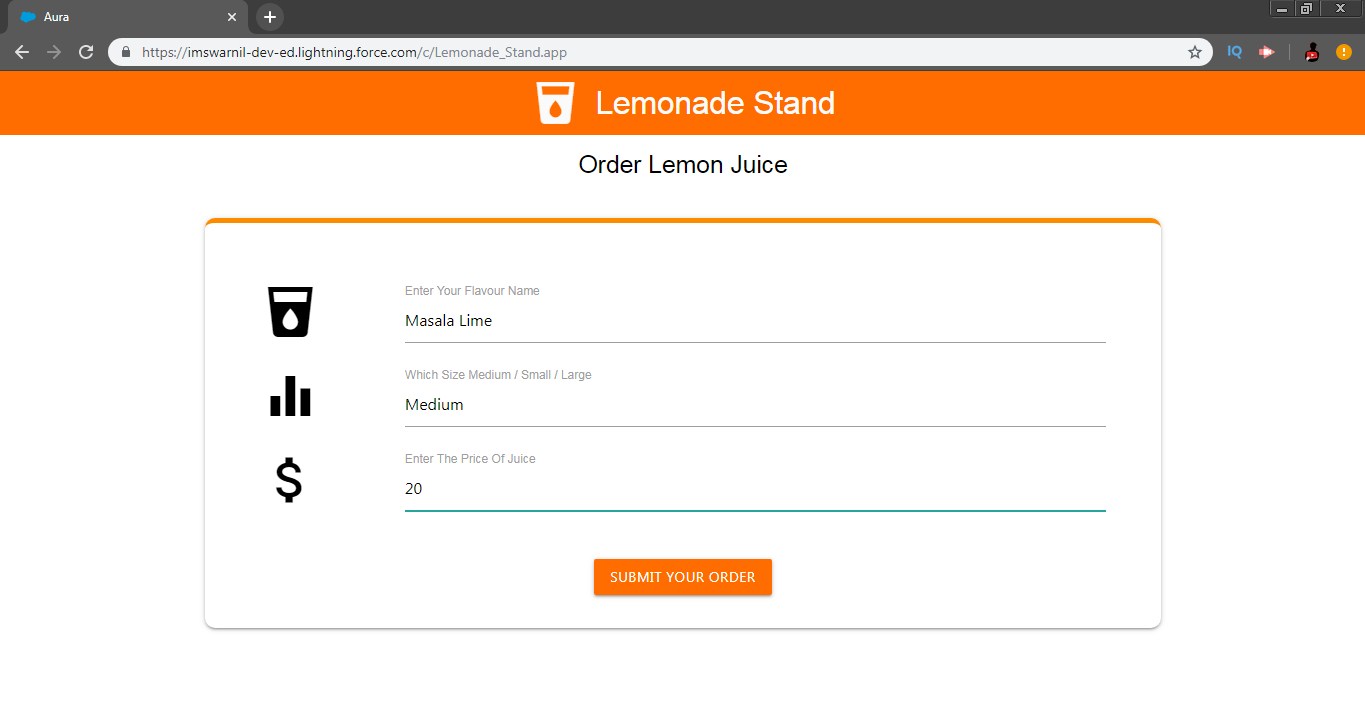 Aura
https://imswarnil-dev-ed.lightning.force.com/c/Lemonade_Stand.app
IQ
Lemonade Stand
Order Lemon Juice
Enter Your Flavour Name
Masala Lime
Which Size Medium / Small / Large
Medium
Enter The Price Of Juice
$
20
SUBMIT YOUR ORDER